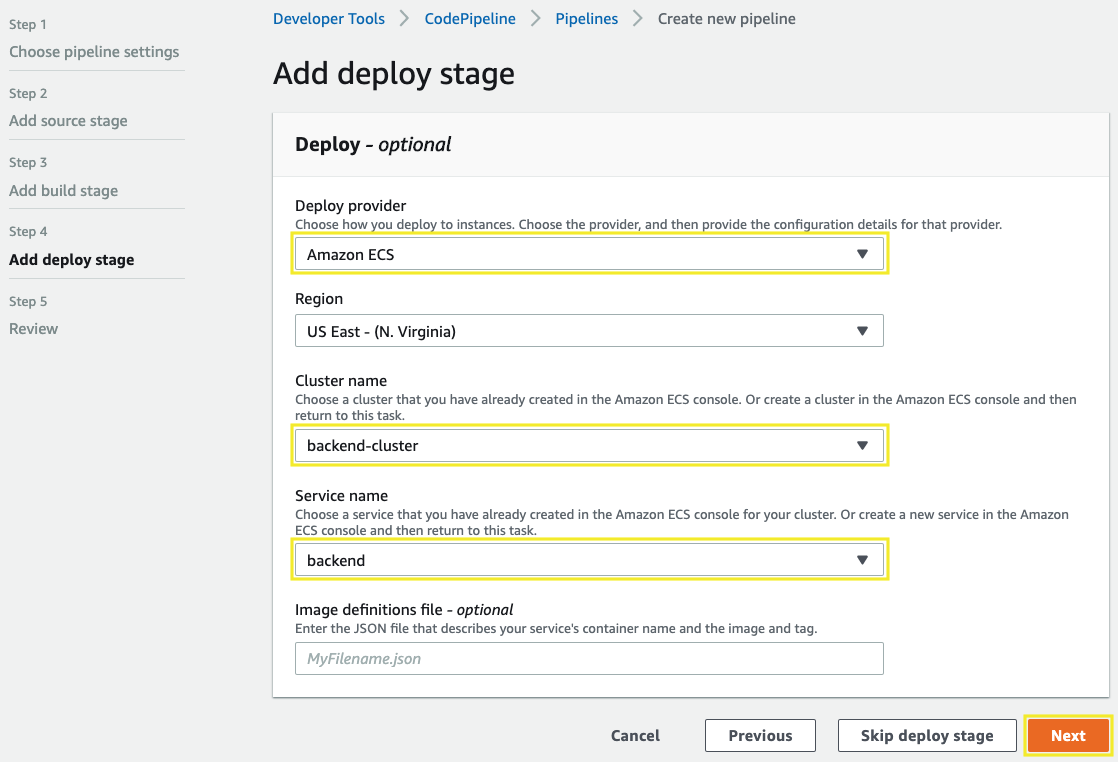 Step 1
Choose pipeline settings
Step 2
Add source stage
Step 3
Add build stage
Step 4
Add deploy stage
Step 5
Review
Developer Tools > CodePipeline > Pipelines > Create new pipeline
Add deploy stage
Deploy - optional
Deploy provider
Choose how you deploy to instances. Choose the provider, and then provide the configuration details for that provider.
Amazon ECS
Region
US East - (N. Virginia)
Cluster name
Choose a cluster that you have already created in the Amazon ECS console. Or create a cluster in the Amazon ECS console and then
return to this task.
backend-cluster
Service name
Choose a service that you have already created in the Amazon ECS console for your cluster. Or create a new service in the Amazon
ECS console and then return to this task.
backend
Image definitions file - optional
Enter the JSON file that describes your service's container name and the image and tag.
MyFilename.json
Cancel
Previous
Skip deploy stage
Next